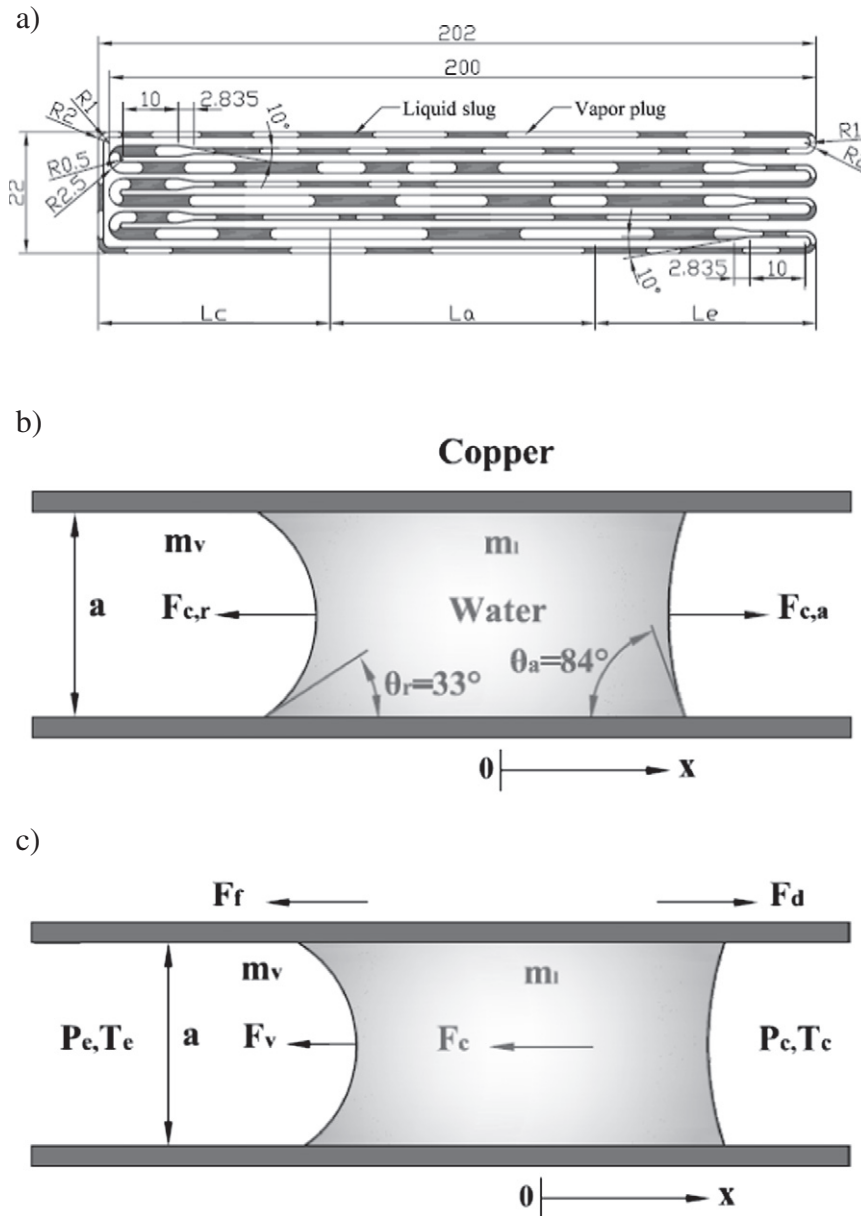 a)
202
200
10 2.835 10°
Liquid slug Vapor plug
R1
R2
R0.5
R2.5
R1
22
10°
2.835 10
Lc La Le
b)
Copper
mv ml
a Fc,r Water Fc,a
θr=33° θa=84°
0 x
c)
Ff Fd
mv ml
Pe,Te a Fv Fc Pc,Tc
0 x